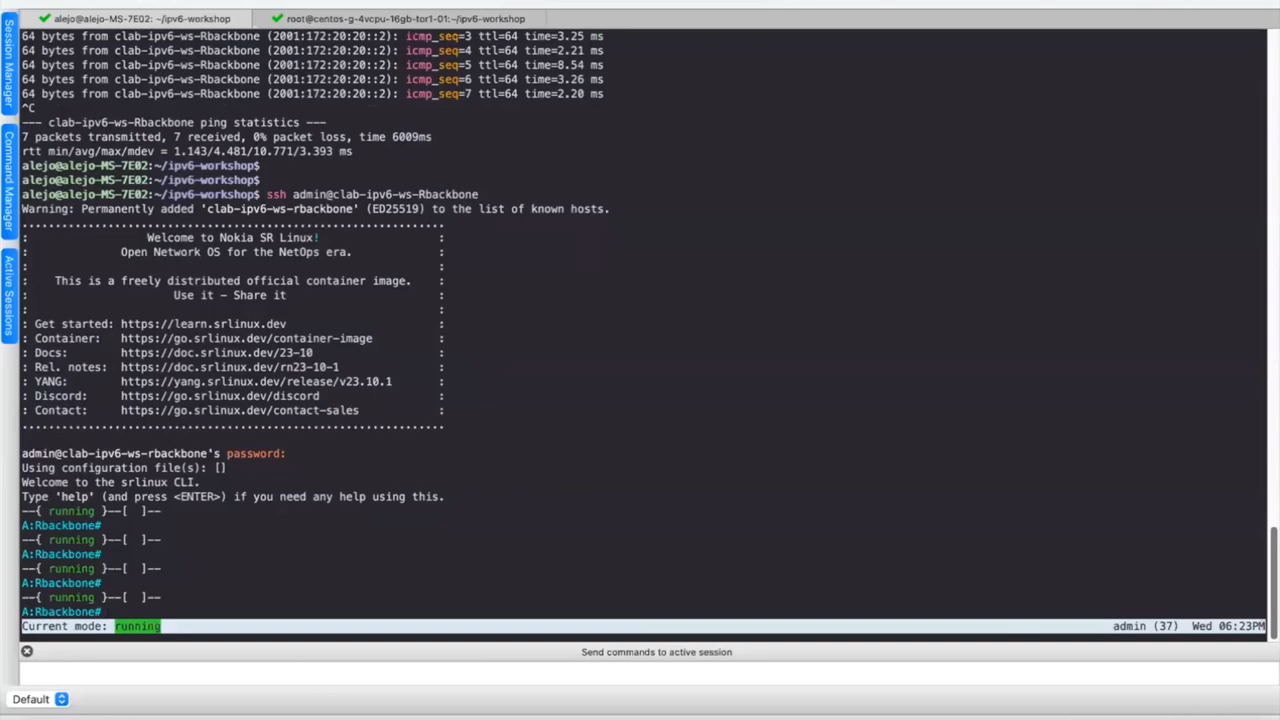 alejo@alejo-MS-7E02: ~/ipv6-workshop
root@centos-g-4vcpu-16gb-tor1-01:~/ipv6-workshop
Session Manager
Command Manager
Active Sessions
64 bytes from clab-ipv6-ws-Rbackbone (2001:172:20:20::2): icmp_seq=3 ttl=64 time=3.25 ms
64 bytes from clab-ipv6-ws-Rbackbone (2001:172:20:20::2): icmp_seq=4 ttl=64 time=2.21 ms
64 bytes from clab-ipv6-ws-Rbackbone (2001:172:20:20::2): icmp_seq=5 ttl=64 time=8.54 ms
64 bytes from clab-ipv6-ws-Rbackbone (2001:172:20:20::2): icmp_seq=6 ttl=64 time=3.26 ms
64 bytes from clab-ipv6-ws-Rbackbone (2001:172:20:20::2): icmp_seq=7 ttl=64 time=2.20 ms
^C
--- clab-ipv6-ws-Rbackbone ping statistics ---
7 packets transmitted, 7 received, 0% packet loss, time 6009ms
rtt min/avg/max/mdev = 1.143/4.481/10.771/3.393 ms
alejo@alejo-MS-7E02:~/ipv6-workshop$
alejo@alejo-MS-7E02:~/ipv6-workshop$
alejo@alejo-MS-7E02:~/ipv6-workshop$ ssh admin@clab-ipv6-ws-Rbackbone
Warning: Permanently added 'clab-ipv6-ws-rbackbone' (ED25519) to the list of known hosts.
................................................................
: Welcome to Nokia SR Linux! :
: Open Network OS for the NetOps era. :
: :
: This is a freely distributed official container image. :
: Use it - Share it :
: :
: Get started: https://learn.srlinux.dev :
: Container: https://go.srlinux.dev/container-image :
: Docs: https://doc.srlinux.dev/23-10 :
: Rel. notes: https://doc.srlinux.dev/rn23-10-1 :
: YANG: https://yang.srlinux.dev/release/v23.10.1 :
: Discord: https://go.srlinux.dev/discord :
: Contact: https://go.srlinux.dev/contact-sales :
................................................................
admin@clab-ipv6-ws-rbackbone's password:
Using configuration file(s): []
Welcome to the srlinux CLI.
Type 'help' (and press <ENTER>) if you need any help using this.
--{ running }--[ ]--
A:Rbackbone#
--{ running }--[ ]--
A:Rbackbone#
--{ running }--[ ]--
A:Rbackbone#
--{ running }--[ ]--
A:Rbackbone#
Current mode: running admin (37) Wed 06:23PM
Send commands to active session
Default